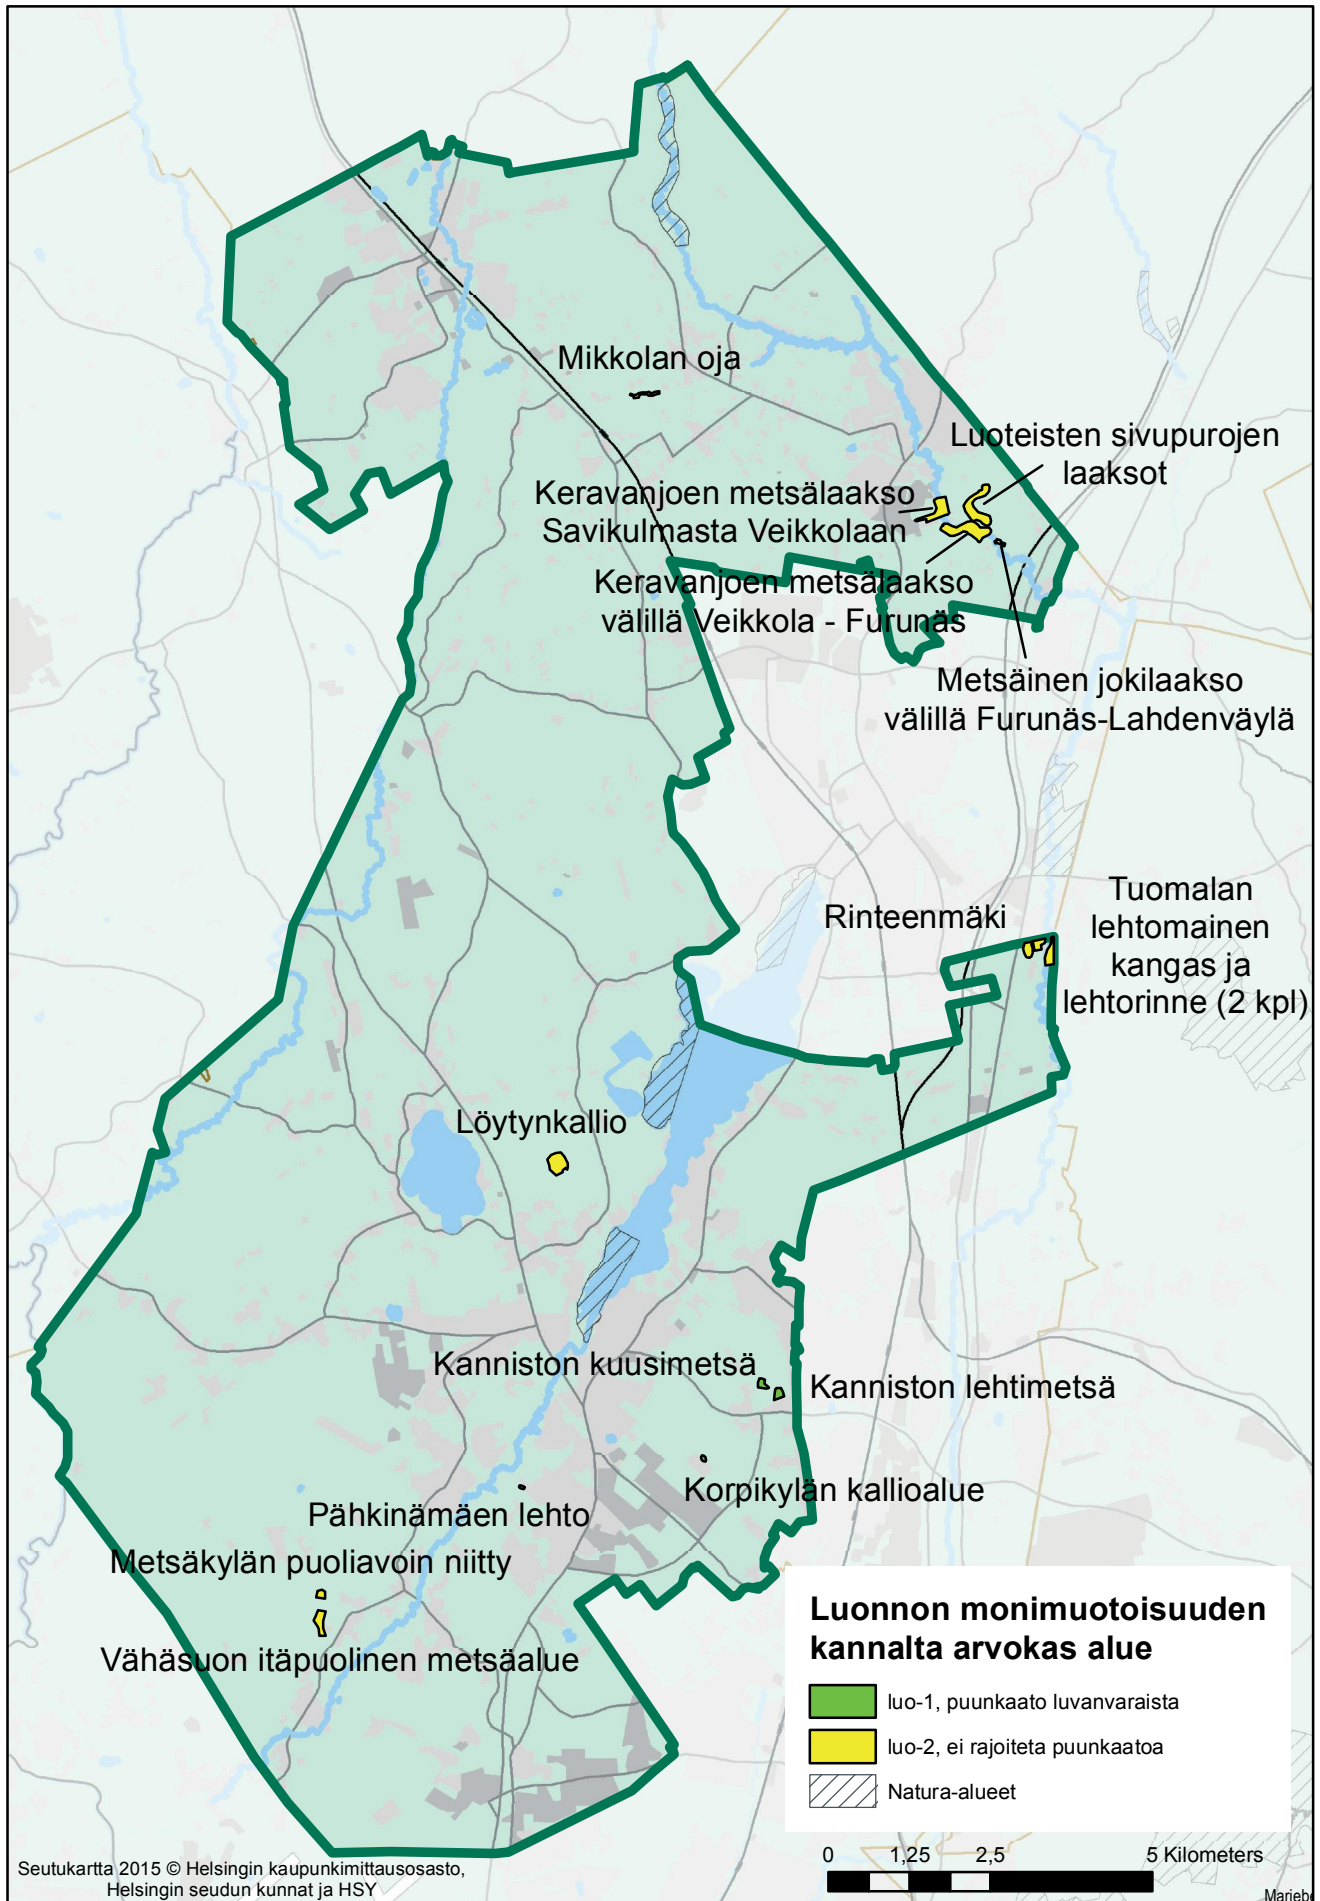 Mikkolan oja
Luoteisten sivupurojen
laaksot
Keravanjoen metsälaakso
Savikulmasta Veikkolaan
Keravanjoen metsälaakso
välillä Veikkola - Furunäs
Metsäinen jokilaakso
välillä Furunäs-Lahdenväylä
Rinteenmäki
Tuomalan
lehtomainen
kangas ja
lehtorinne (2 kpl)
Löytynkallio
Kanniston kuusimetsä
Kanniston lehtimetsä
Korpikylän kallioalue
Pähkinämäen lehto
Metsäkylän puoliavoin niitty
Vähäsuon itäpuolinen metsäalue
Luonnon monimuotoisuuden
kannalta arvokas alue
luo-1, puunkaato luvanvaraista
luo-2, ei rajoiteta puunkaatoa
Natura-alueet
0 1,25 2,5 5 Kilometers
Seutukartta 2015 © Helsingin kaupunkimittausosasto,
Helsingin seudun kunnat ja HSY